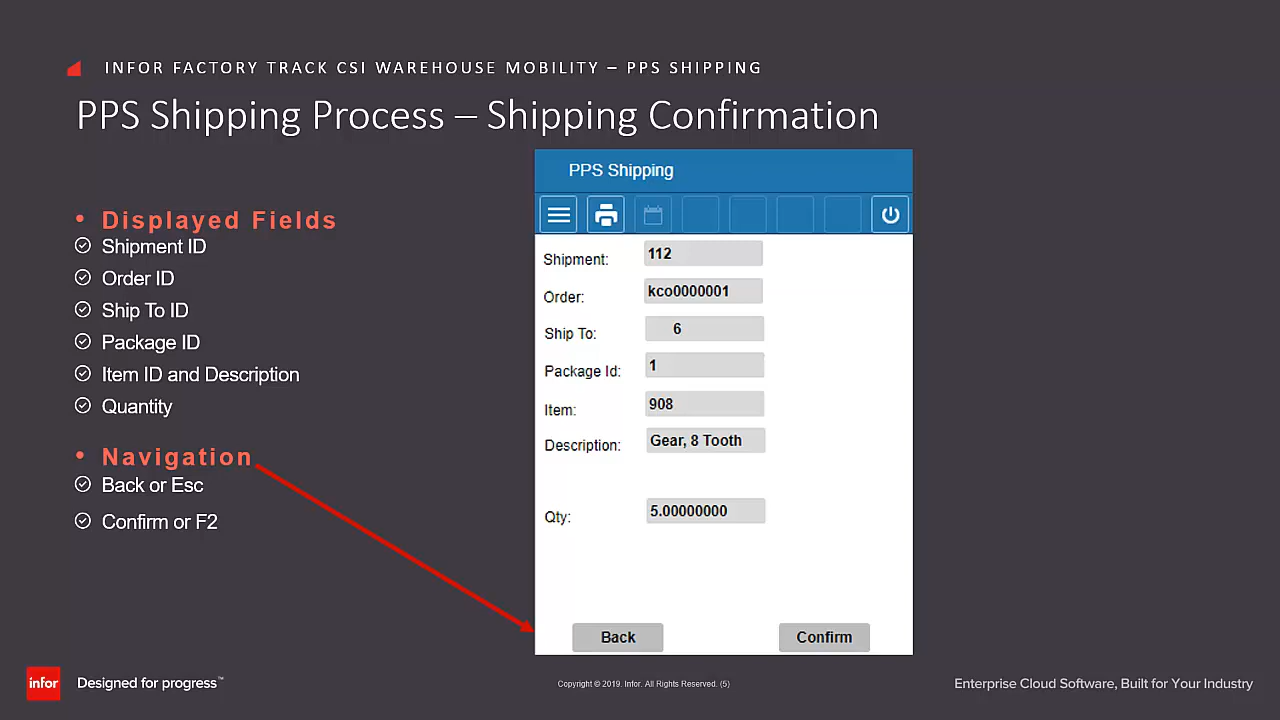 INFOR FACTORY TRACK CSI WAREHOUSE MOBILITY – PPS SHIPPING
PPS Shipping Process – Shipping Confirmation
• Displayed Fields
Shipment ID
Order ID
Ship To ID
Package ID
Item ID and Description
Quantity
• Navigation
Back or Esc
Confirm or F2
PPS Shipping
Shipment: 112
Order: kco0000001
Ship To: 6
Package Id: 1
Item: 908
Description: Gear, 8 Tooth
Qty: 5.00000000
Back Confirm
infor Designed for progress™
Copyright © 2019. Infor. All Rights Reserved. (5)
Enterprise Cloud Software, Built for Your Industry